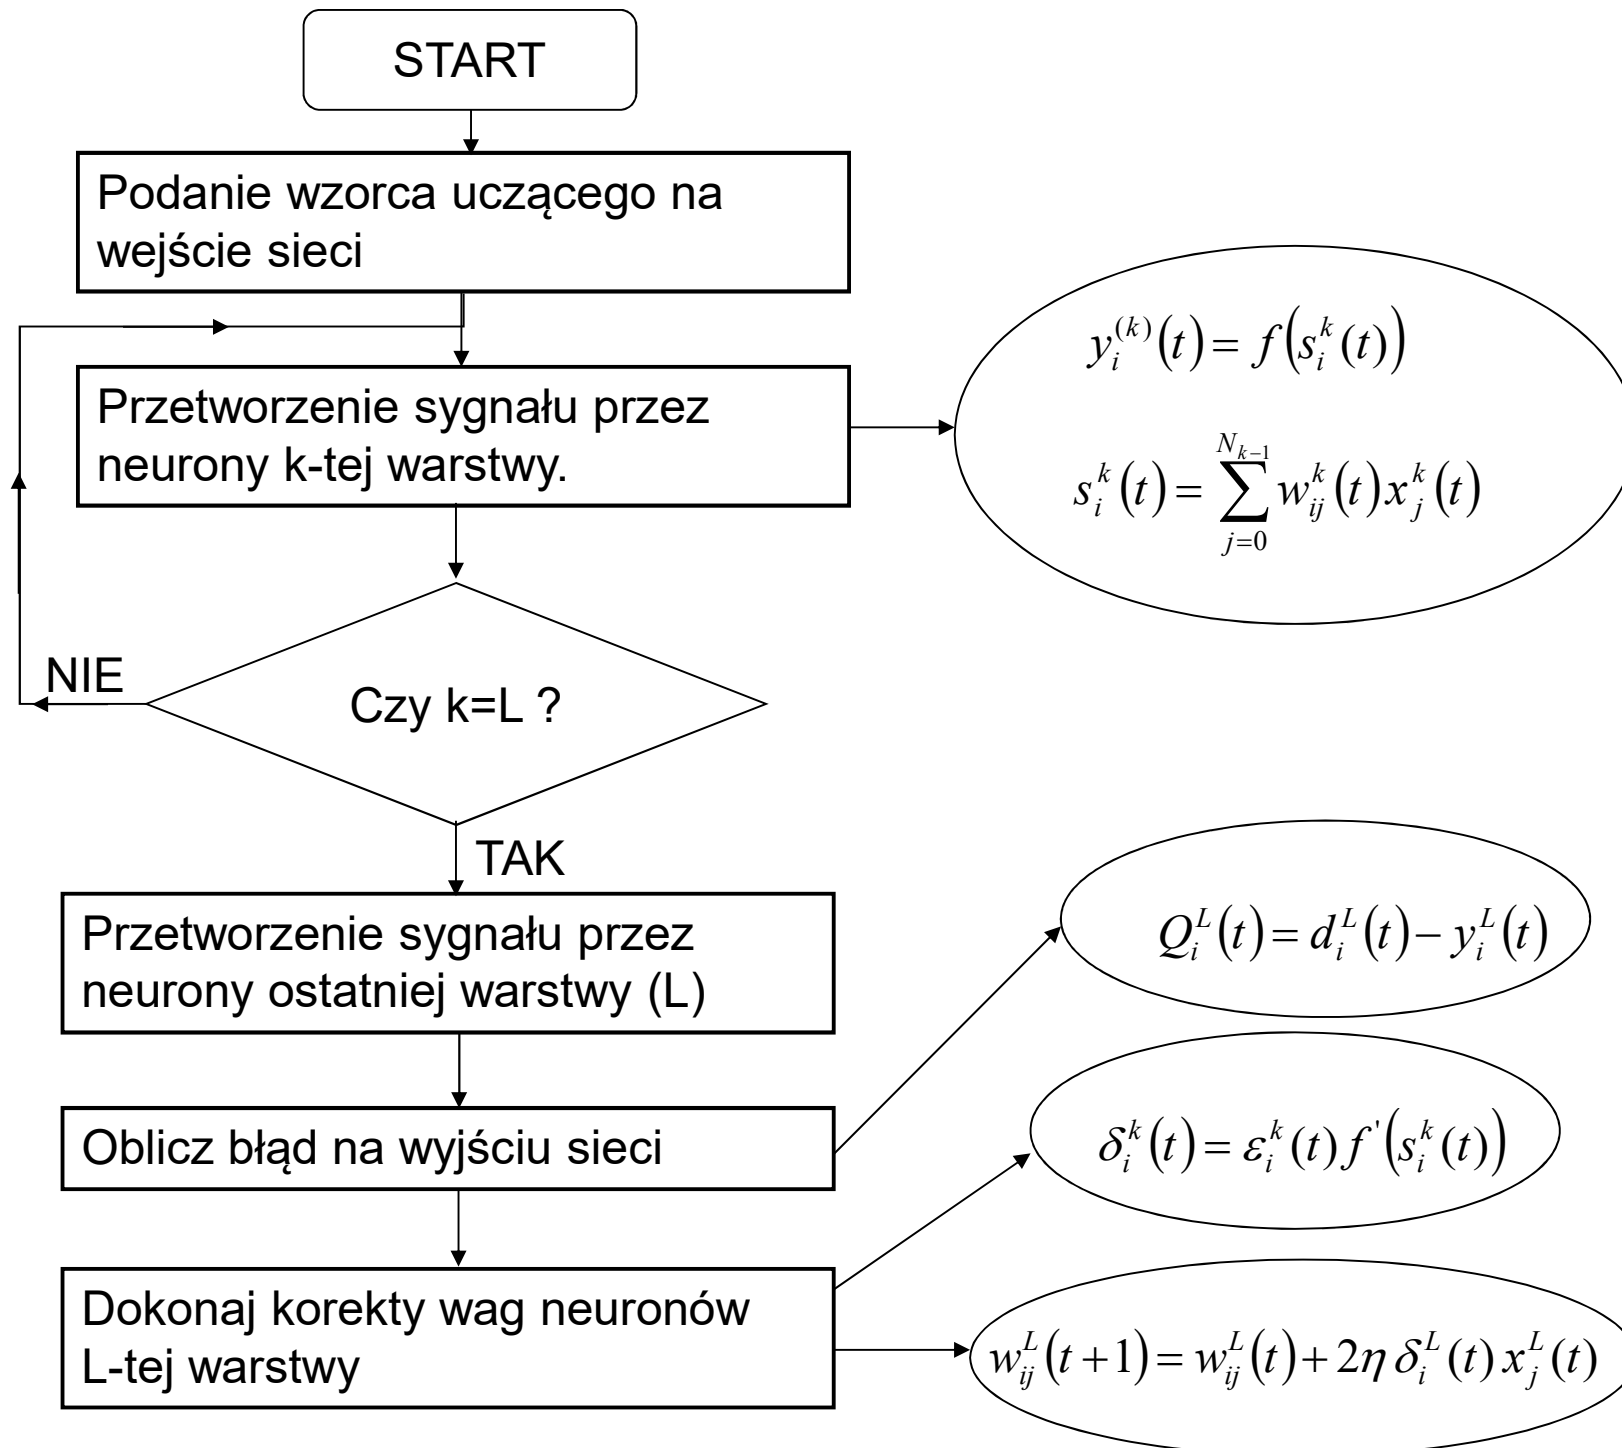 START
Podanie wzorca uczącego na
wejście sieci
Przetworzenie sygnału przez
neurony k-tej warstwy.
y_i^{(k)}(t) = f(s_i^k(t))
s_i^k(t) = \sum_{j=0}^{N_{k-1}} w_{ij}^k(t) x_j^k(t)
NIE
Czy k=L ?
TAK
Przetworzenie sygnału przez
neurony ostatniej warstwy (L)
Q_i^L(t) = d_i^L(t) − y_i^L(t)
Oblicz błąd na wyjściu sieci
δ_i^k(t) = ε_i^k(t) f'(s_i^k(t))
Dokonaj korekty wag neuronów
L-tej warstwy
w_{ij}^L(t+1) = w_{ij}^L(t) + 2η δ_i^L(t) x_j^L(t)